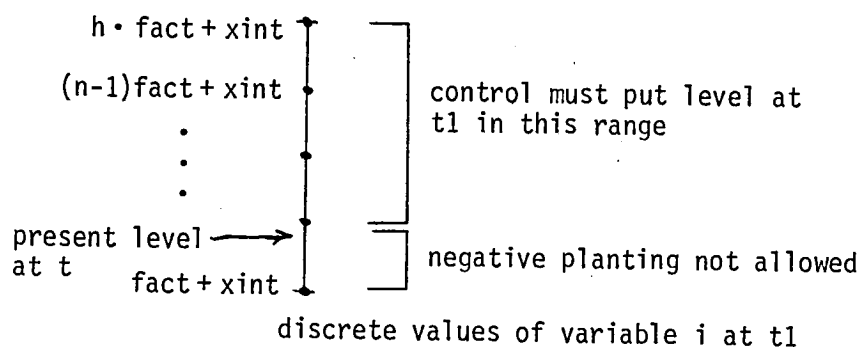 h• fact+ xint
(n-1)fact+ xint
control must put level at
t1 in this range
present level
at t
fact+ xint
negative planting not allowed
discrete values of variable i at t1